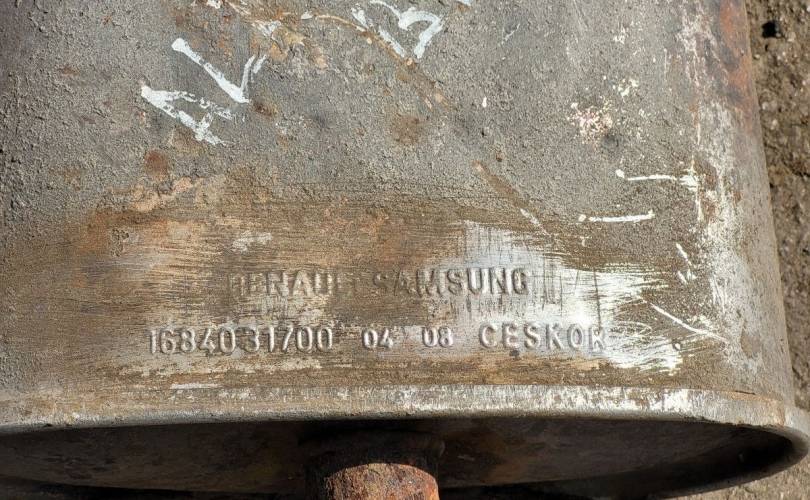 RENAULT SAMSUNG
1684031700 04 08 CESKOR